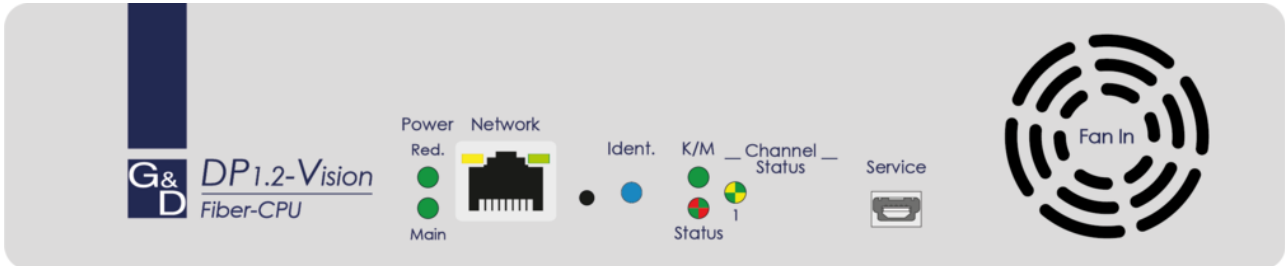 G&D
DP1.2-Vision
Fiber-CPU
Power
Red.
Main
Network
Ident.
K/M
Status
Channel
Status
1
Service
Fan In